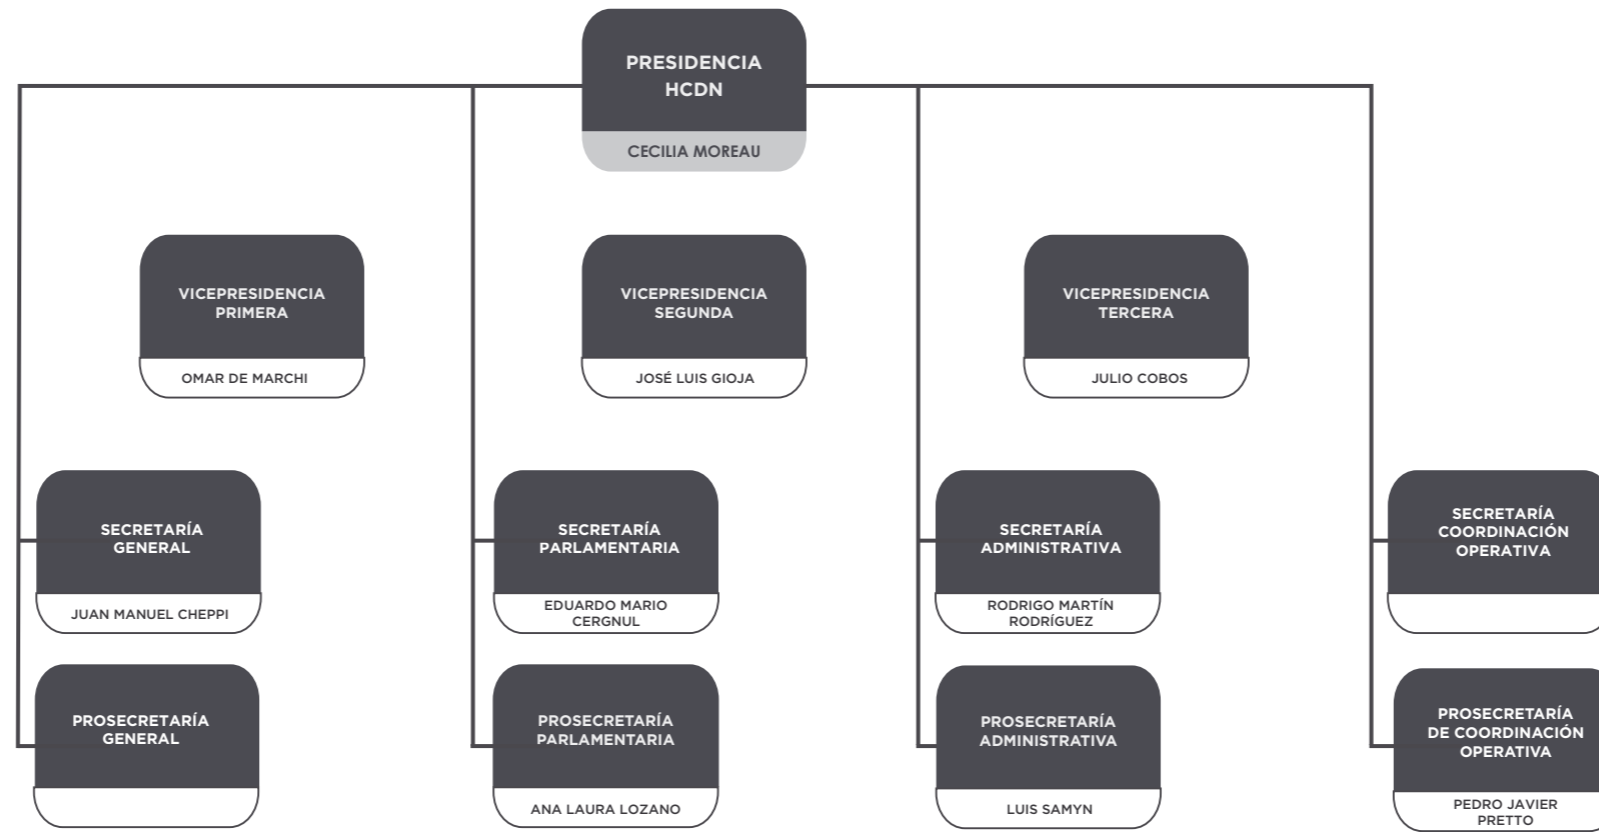 PRESIDENCIA
HCDN
CECILIA MOREAU
VICEPRESIDENCIA
PRIMERA
OMAR DE MARCHI
VICEPRESIDENCIA
SEGUNDA
JOSÉ LUIS GIOJA
VICEPRESIDENCIA
TERCERA
JULIO COBOS
SECRETARÍA
GENERAL
JUAN MANUEL CHEPPI
SECRETARÍA
PARLAMENTARIA
EDUARDO MARIO
CERGNUL
SECRETARÍA
ADMINISTRATIVA
RODRIGO MARTÍN
RODRÍGUEZ
SECRETARÍA
COORDINACIÓN
OPERATIVA
PROSECRETARÍA
GENERAL
PROSECRETARÍA
PARLAMENTARIA
ANA LAURA LOZANO
PROSECRETARÍA
ADMINISTRATIVA
LUIS SAMYN
PROSECRETARÍA
DE COORDINACIÓN
OPERATIVA
PEDRO JAVIER
PRETTO